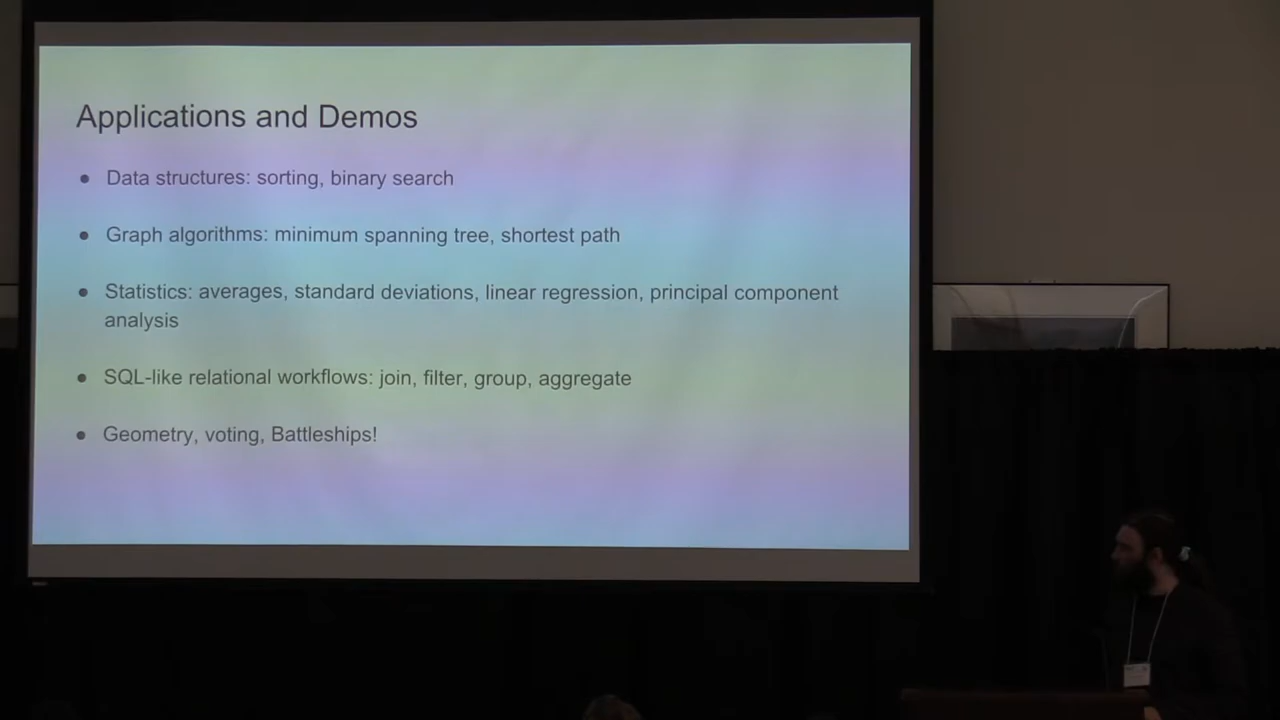 Applications and Demos
● Data structures: sorting, binary search
● Graph algorithms: minimum spanning tree, shortest path
● Statistics: averages, standard deviations, linear regression, principal component
analysis
● SQL-like relational workflows: join, filter, group, aggregate
● Geometry, voting, Battleships!